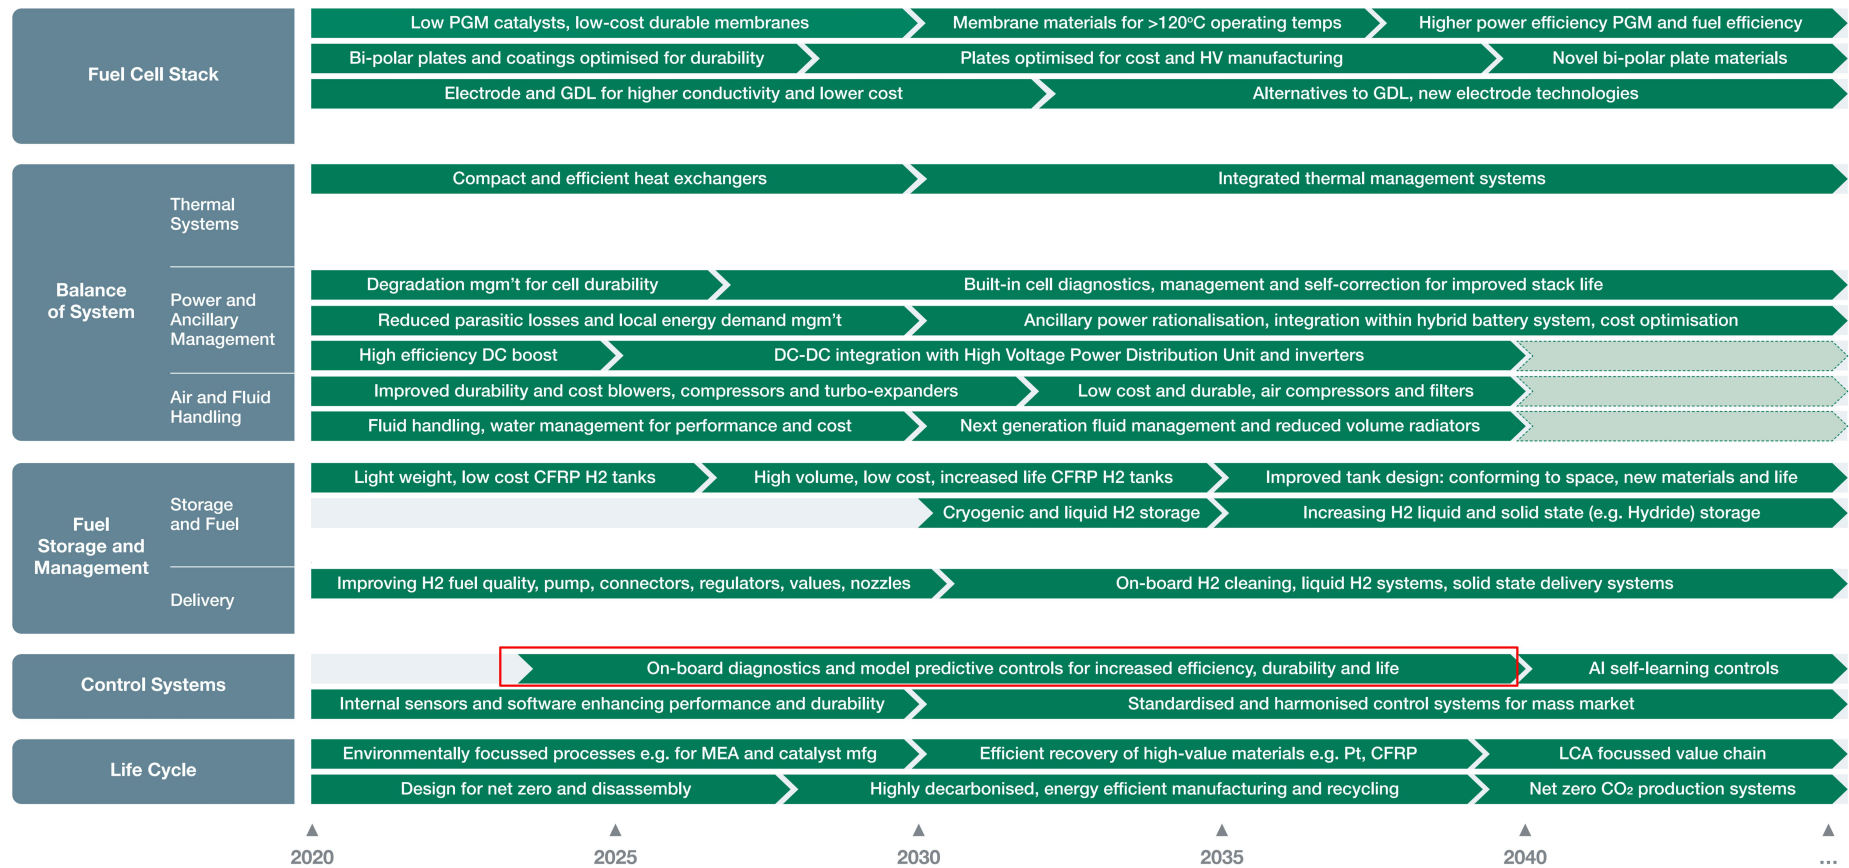 Fuel Cell Stack
Low PGM catalysts, low-cost durable membranes
Membrane materials for >120°C operating temps
Higher power efficiency PGM and fuel efficiency
Bi-polar plates and coatings optimised for durability
Plates optimised for cost and HV manufacturing
Novel bi-polar plate materials
Electrode and GDL for higher conductivity and lower cost
Alternatives to GDL, new electrode technologies
Balance
of System
Thermal
Systems
Compact and efficient heat exchangers
Integrated thermal management systems
Power and
Ancillary
Management
Degradation mgm't for cell durability
Built-in cell diagnostics, management and self-correction for improved stack life
Reduced parasitic losses and local energy demand mgm't
Ancillary power rationalisation, integration within hybrid battery system, cost optimisation
High efficiency DC boost
DC-DC integration with High Voltage Power Distribution Unit and inverters
Air and Fluid
Handling
Improved durability and cost blowers, compressors and turbo-expanders
Low cost and durable, air compressors and filters
Fluid handling, water management for performance and cost
Next generation fluid management and reduced volume radiators
Fuel
Storage and
Management
Storage
and Fuel
Light weight, low cost CFRP H2 tanks
High volume, low cost, increased life CFRP H2 tanks
Improved tank design: conforming to space, new materials and life
Cryogenic and liquid H2 storage
Increasing H2 liquid and solid state (e.g. Hydride) storage
Delivery
Improving H2 fuel quality, pump, connectors, regulators, values, nozzles
On-board H2 cleaning, liquid H2 systems, solid state delivery systems
Control Systems
On-board diagnostics and model predictive controls for increased efficiency, durability and life
AI self-learning controls
Internal sensors and software enhancing performance and durability
Standardised and harmonised control systems for mass market
Life Cycle
Environmentally focussed processes e.g. for MEA and catalyst mfg
Efficient recovery of high-value materials e.g. Pt, CFRP
LCA focussed value chain
Design for net zero and disassembly
Highly decarbonised, energy efficient manufacturing and recycling
Net zero CO₂ production systems
2020
2025
2030
2035
2040
...